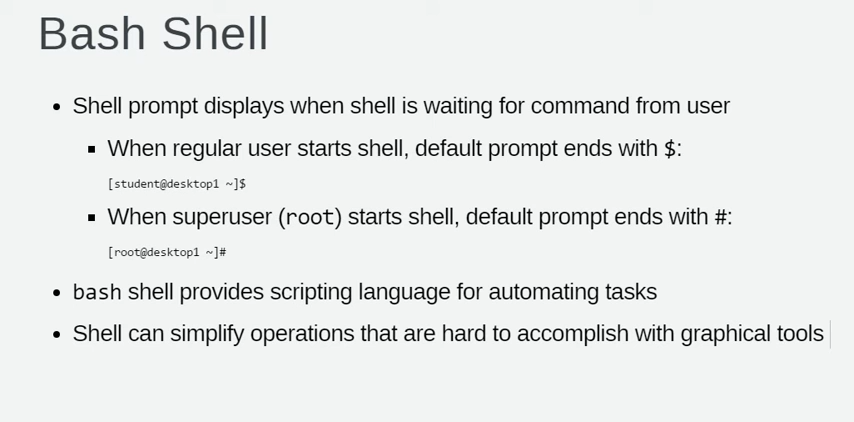 Bash Shell
• Shell prompt displays when shell is waiting for command from user
▪ When regular user starts shell, default prompt ends with $:
[student@desktop1 ~]$
▪ When superuser (root) starts shell, default prompt ends with #:
[root@desktop1 ~]#
• bash shell provides scripting language for automating tasks
• Shell can simplify operations that are hard to accomplish with graphical tools